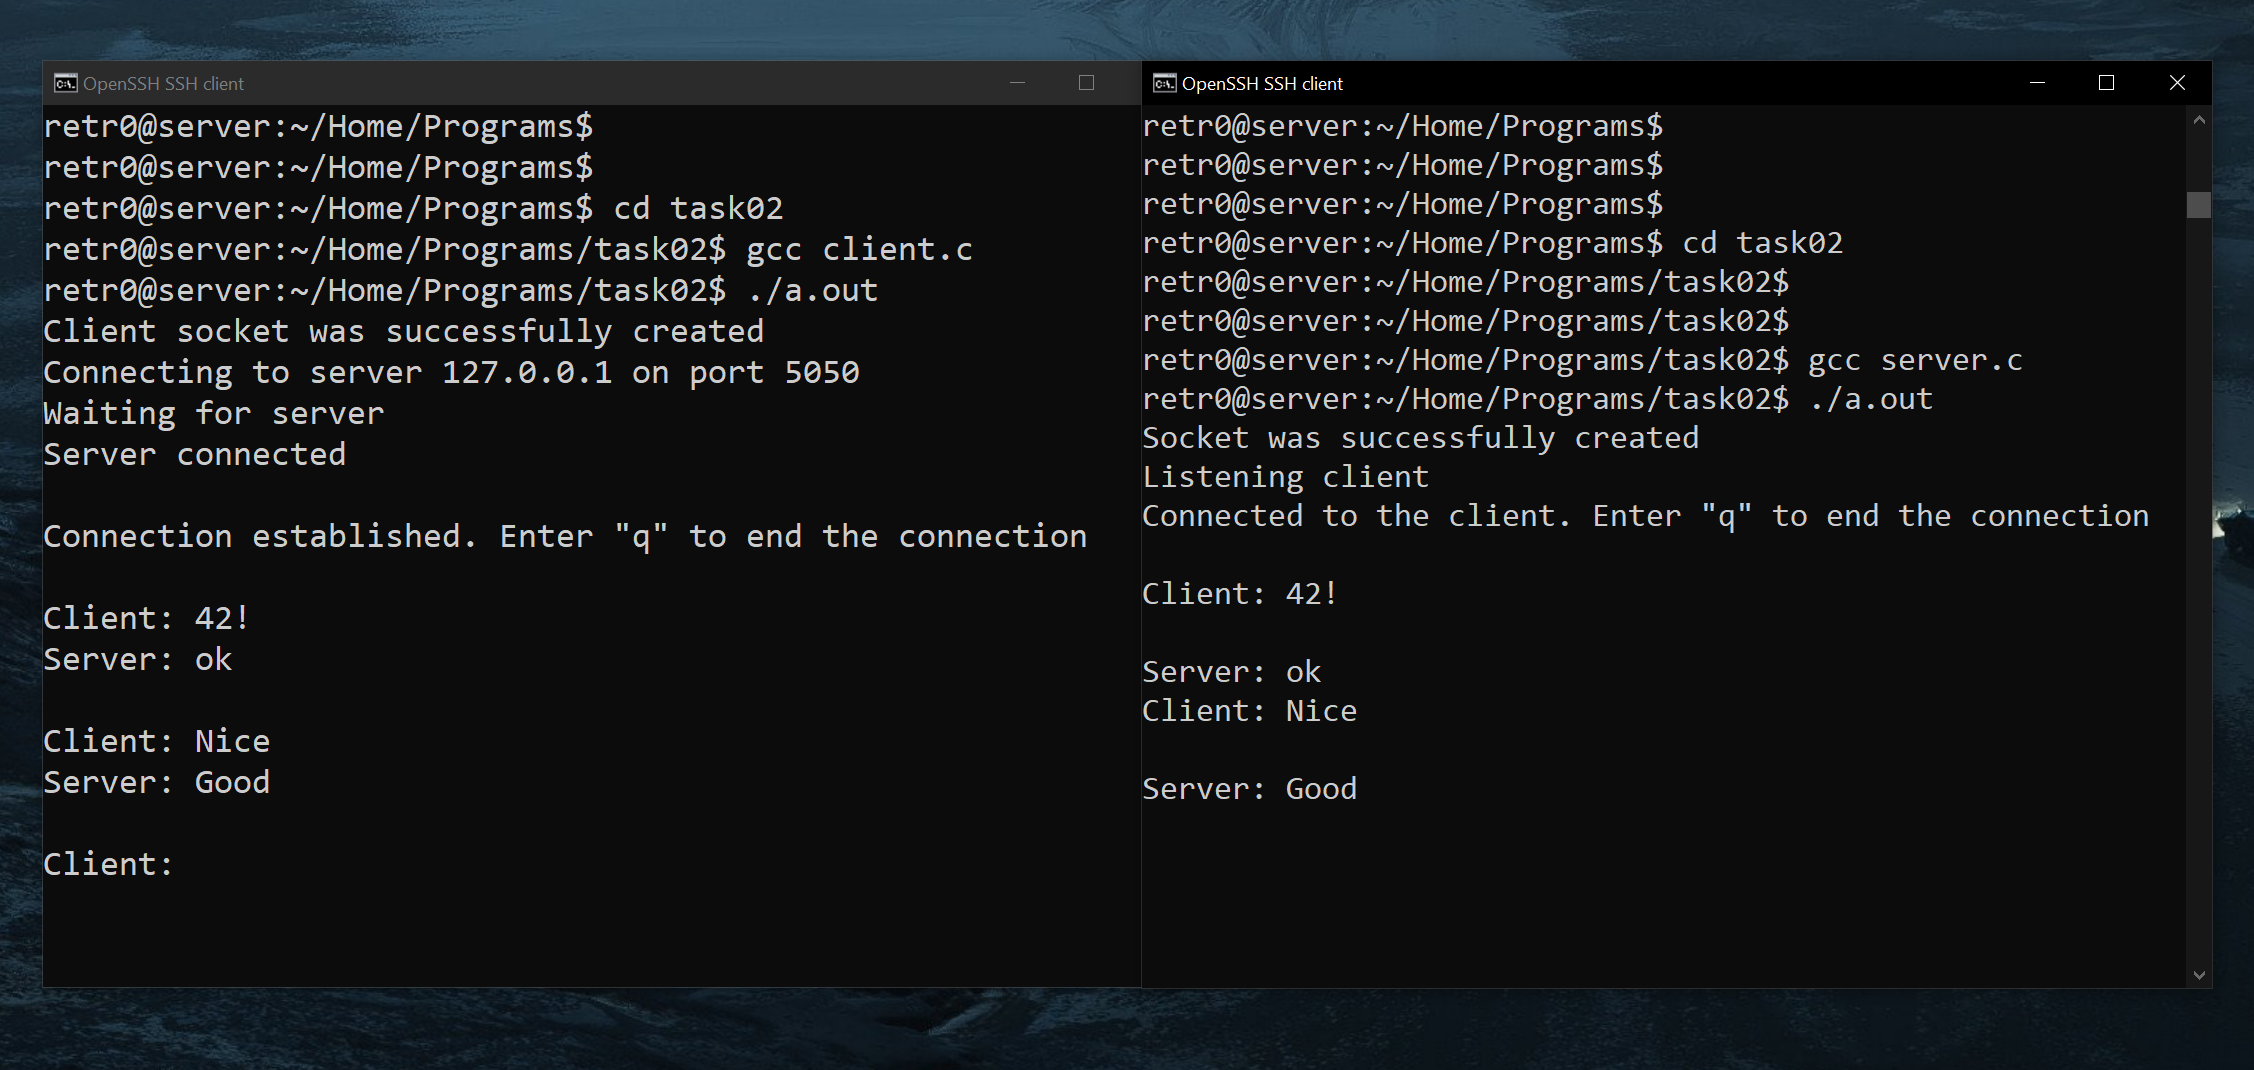 OpenSSH SSH client
retr0@server:~/Home/Programs$
retr0@server:~/Home/Programs$
retr0@server:~/Home/Programs$ cd task02
retr0@server:~/Home/Programs/task02$ gcc client.c
retr0@server:~/Home/Programs/task02$ ./a.out
Client socket was successfully created
Connecting to server 127.0.0.1 on port 5050
Waiting for server
Server connected
Connection established. Enter "q" to end the connection
Client: 42!
Server: ok
Client: Nice
Server: Good
Client:
OpenSSH SSH client
retr0@server:~/Home/Programs$
retr0@server:~/Home/Programs$
retr0@server:~/Home/Programs$
retr0@server:~/Home/Programs$ cd task02
retr0@server:~/Home/Programs/task02$
retr0@server:~/Home/Programs/task02$
retr0@server:~/Home/Programs/task02$ gcc server.c
retr0@server:~/Home/Programs/task02$ ./a.out
Socket was successfully created
Listening client
Connected to the client. Enter "q" to end the connection
Client: 42!
Server: ok
Client: Nice
Server: Good